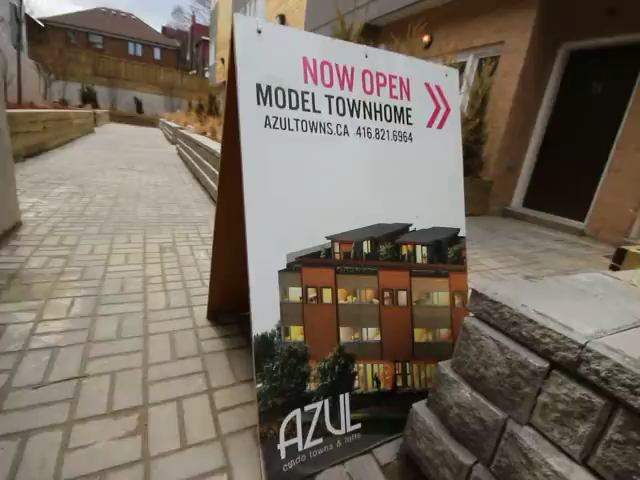 NOW OPEN
MODEL TOWNHOME
AZULTOWNS.CA 416.821.6964
AZUL
condo towns & lofts